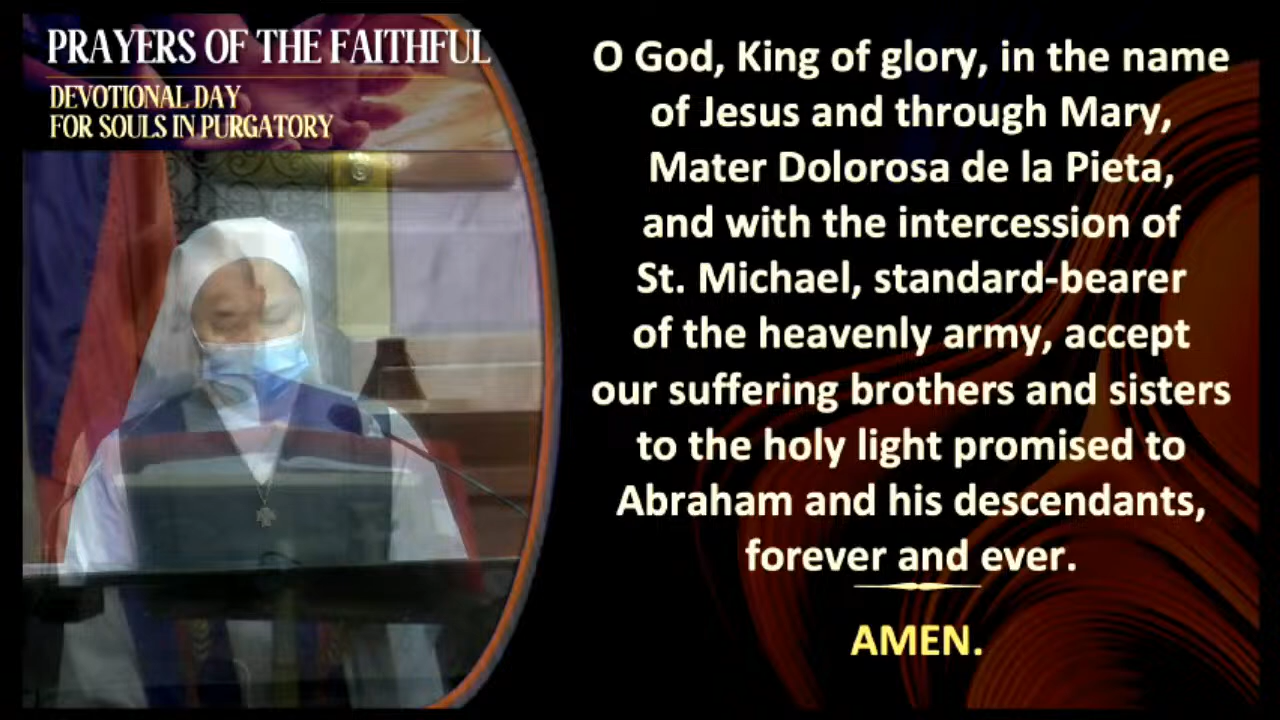 PRAYERS OF THE FAITHFUL
DEVOTIONAL DAY
FOR SOULS IN PURGATORY
O God, King of glory, in the name
of Jesus and through Mary,
Mater Dolorosa de la Pieta,
and with the intercession of
St. Michael, standard-bearer
of the heavenly army, accept
our suffering brothers and sisters
to the holy light promised to
Abraham and his descendants,
forever and ever.
AMEN.